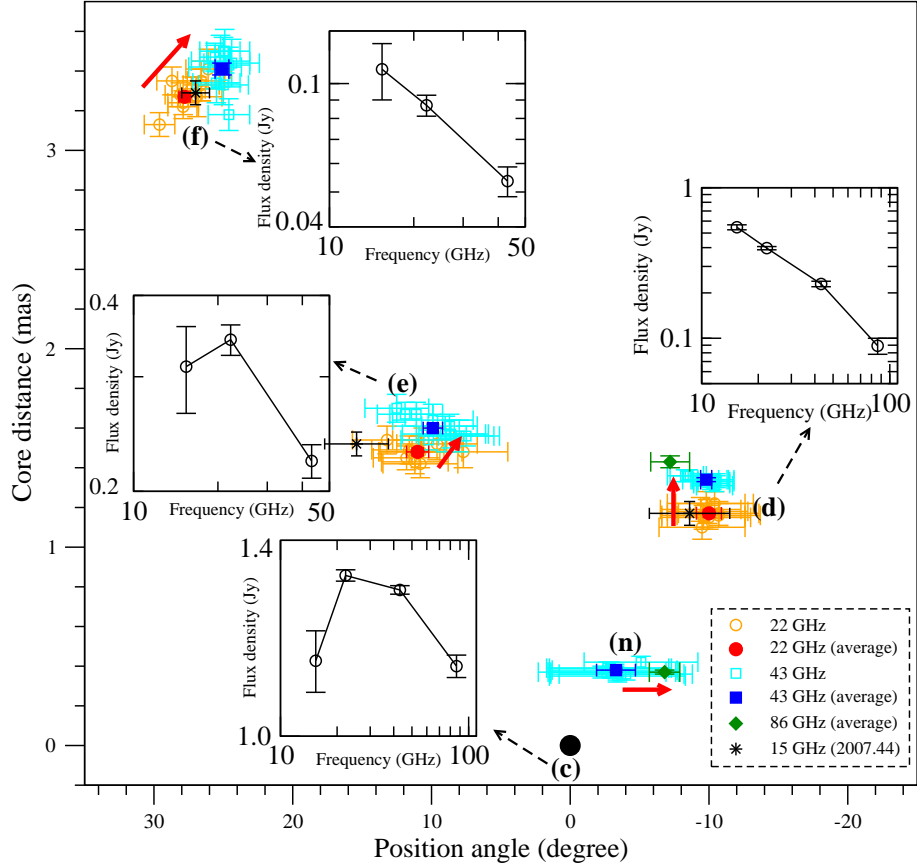 0.1
0.04
10
50
Frequency (GHz)
Flux density (Jy)
(f)
3
1
0.1
10
100
Frequency (GHz)
Flux density (Jy)
0.4
0.2
10
50
Frequency (GHz)
Flux density (Jy)
(e)
2
Core distance (mas)
(d)
1
1.4
1.0
10
100
Frequency (GHz)
Flux density (Jy)
(n)
(c)
0
22 GHz
22 GHz (average)
43 GHz
43 GHz (average)
86 GHz (average)
15 GHz (2007.44)
30
20
10
0
-10
-20
Position angle (degree)